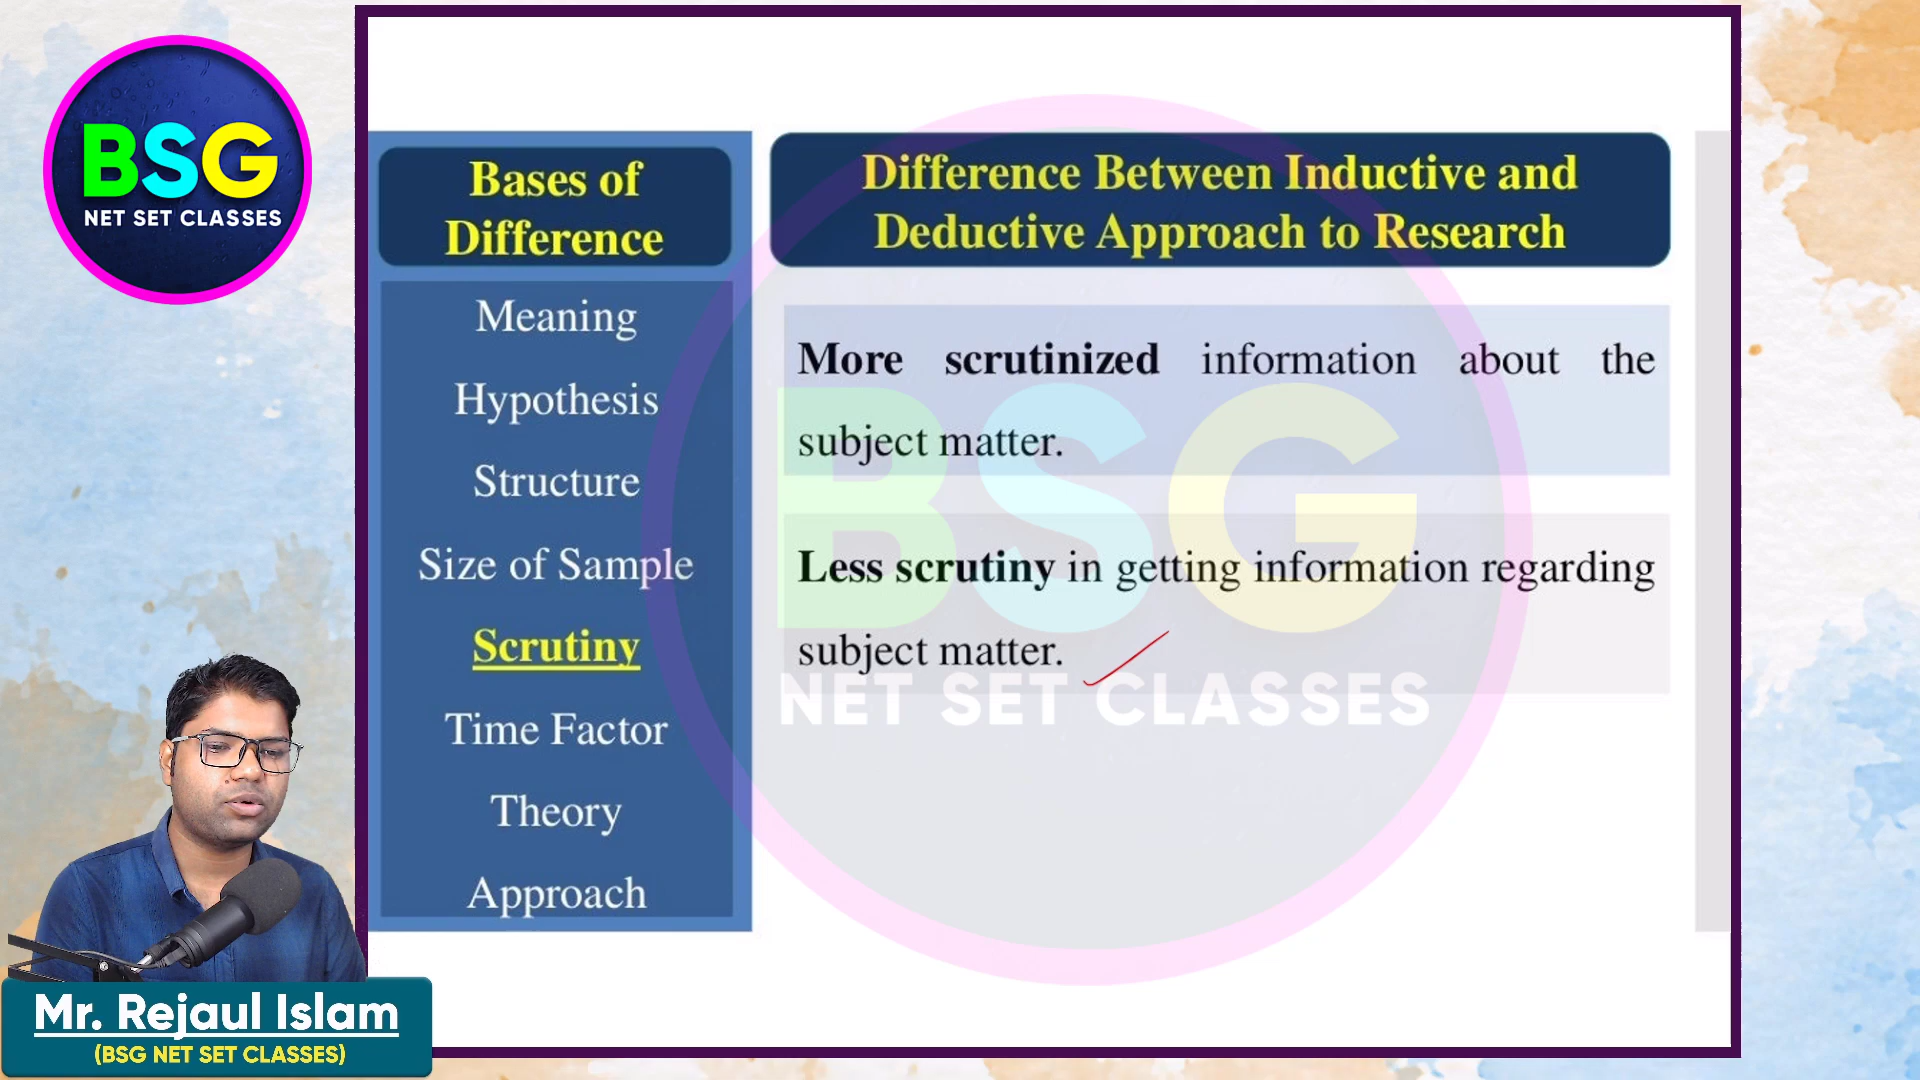 BSG
NET SET CLASSES
Bases of
Difference
Meaning
Hypothesis
Structure
Size of Sample
Scrutiny
Time Factor
Theory
Approach
Difference Between Inductive and
Deductive Approach to Research
More scrutinized information about the
subject matter.
Less scrutiny in getting information regarding
subject matter.
BSG
NET SET CLASSES
Mr. Rejaul Islam
(BSG NET SET CLASSES)